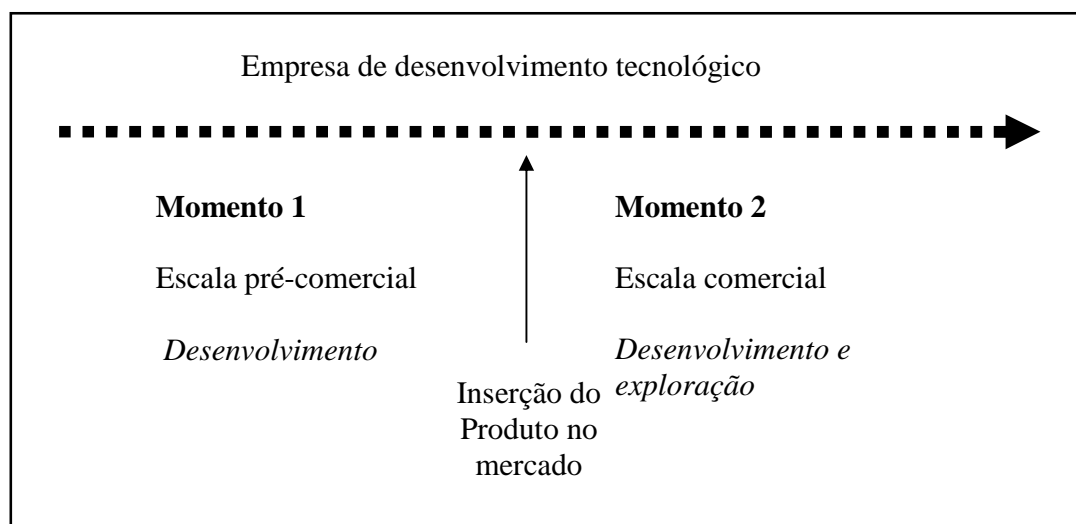 Empresa de desenvolvimento tecnológico
Momento 1
Escala pré-comercial
Desenvolvimento
Inserção do
Produto no
mercado
Momento 2
Escala comercial
Desenvolvimento e
exploração